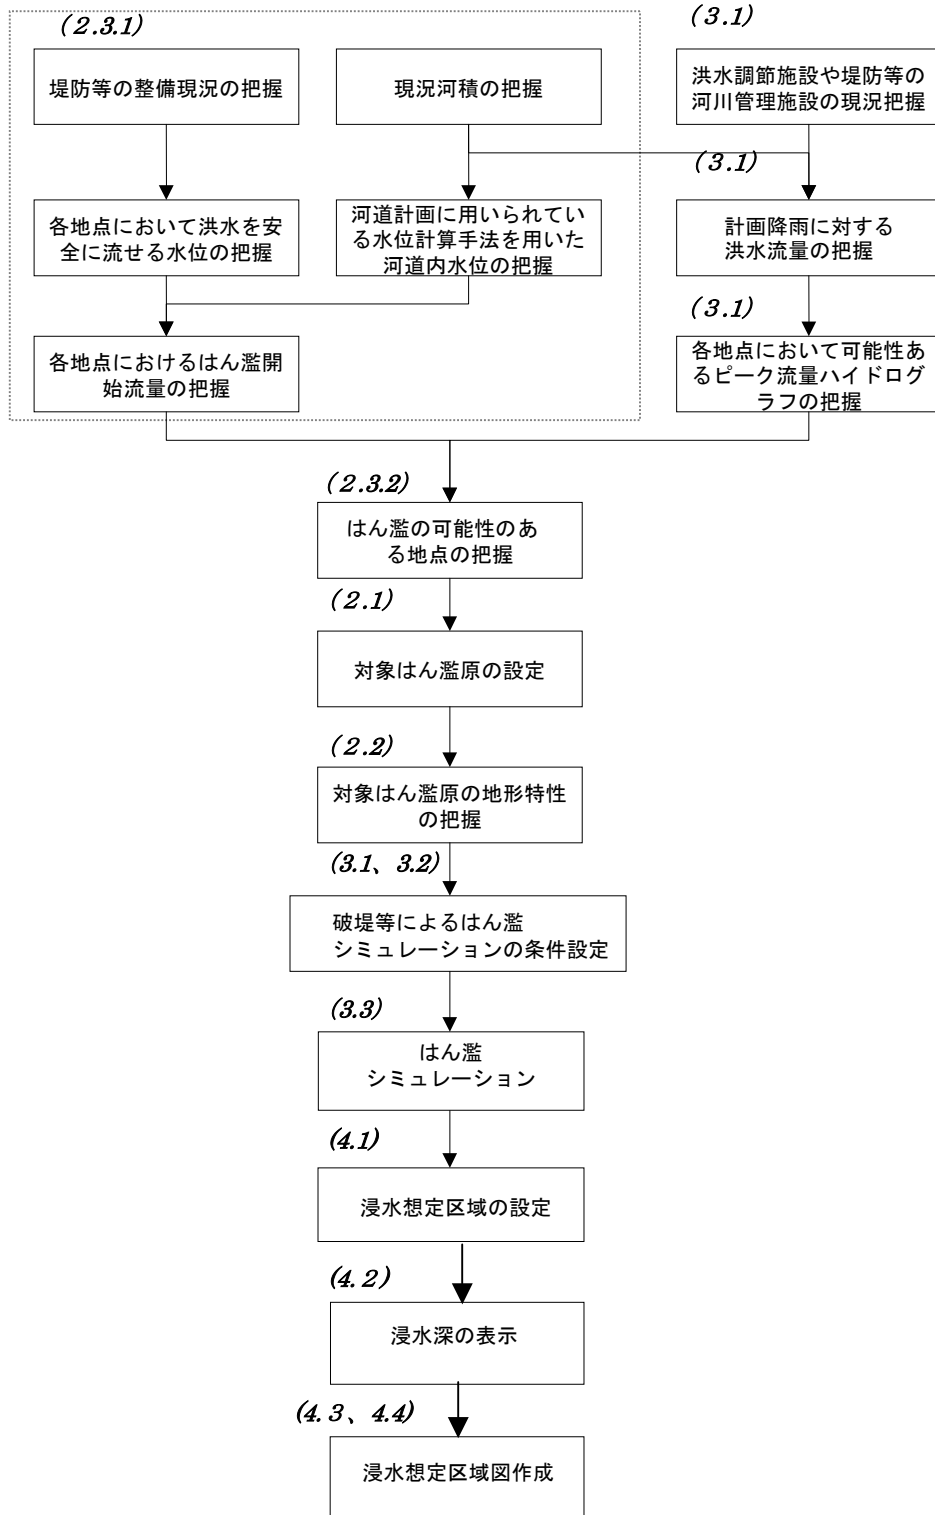 (2.3.1)
(3.1)
堤防等の整備現況の把握
現況河積の把握
洪水調節施設や堤防等の
河川管理施設の現況把握
(3.1)
各地点において洪水を安
全に流せる水位の把握
河道計画に用いられてい
る水位計算手法を用いた
河道内水位の把握
計画降雨に対する
洪水流量の把握
(3.1)
各地点におけるはん濫開
始流量の把握
各地点において可能性あ
るピーク流量ハイドログ
ラフの把握
(2.3.2)
はん濫の可能性のあ
る地点の把握
(2.1)
対象はん濫原の設定
(2.2)
対象はん濫原の地形特性
の把握
(3.1、3.2)
破堤等によるはん濫
シミュレーションの条件設定
(3.3)
はん濫
シミュレーション
(4.1)
浸水想定区域の設定
(4.2)
浸水深の表示
(4.3、4.4)
浸水想定区域図作成